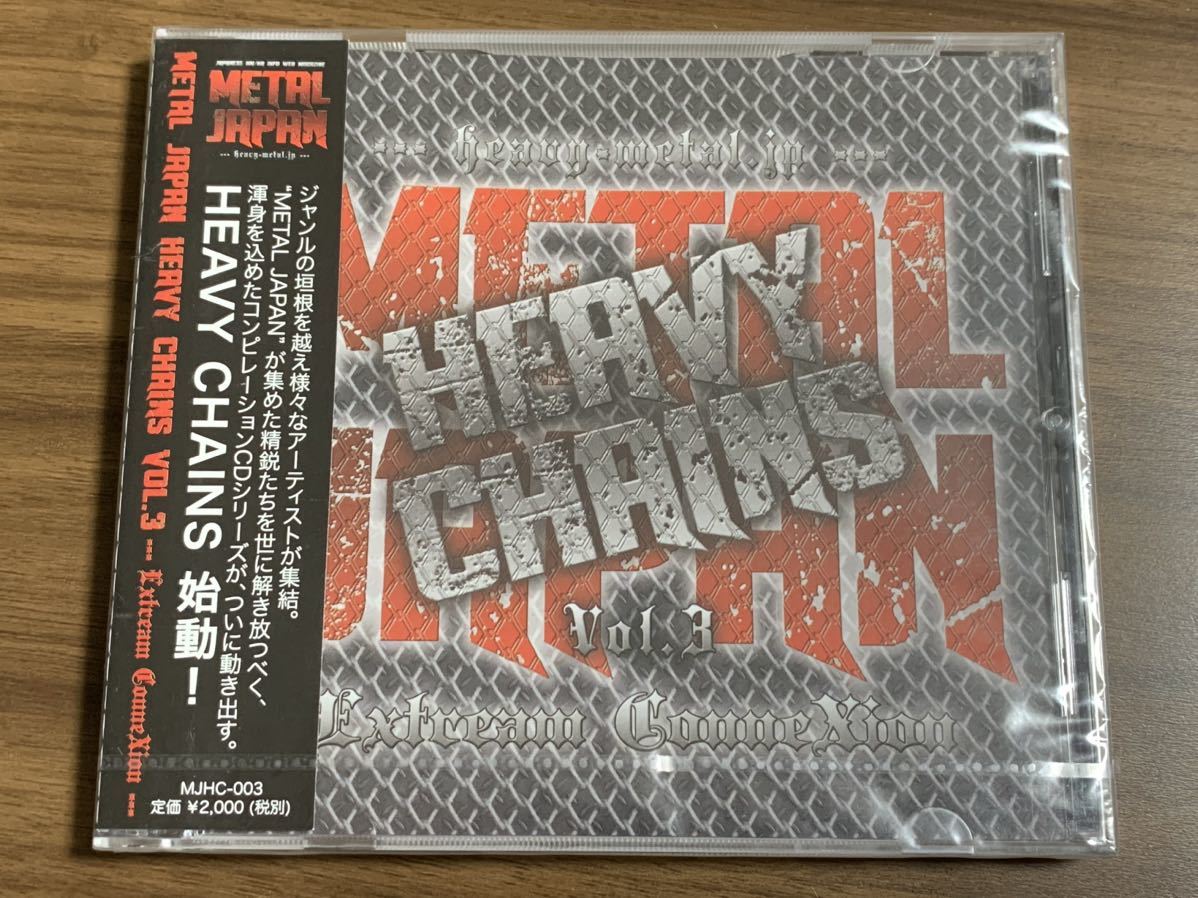 JAPANESE HR/HM INFO WEB MAGAZINE
METAL
JAPAN
--- heavy-metal.jp ---
ジャンルの垣根を越え様々なアーティストが集結。
"METAL JAPAN"が集めた精鋭たちを世に解き放つべく、
渾身を込めたコンピレーションCDシリーズが、ついに動き出す。
HEAVY CHAINS 始動！
METAL JAPAN HEAVY CHAINS VOL.3 --- Extream ConneXion ---
MJHC-003
定価 ¥2,000 (税別)
--- heavy-metal.jp ---
METAL
JAPAN
HEAVY
CHAINS
Vol.3
Extream ConneXion